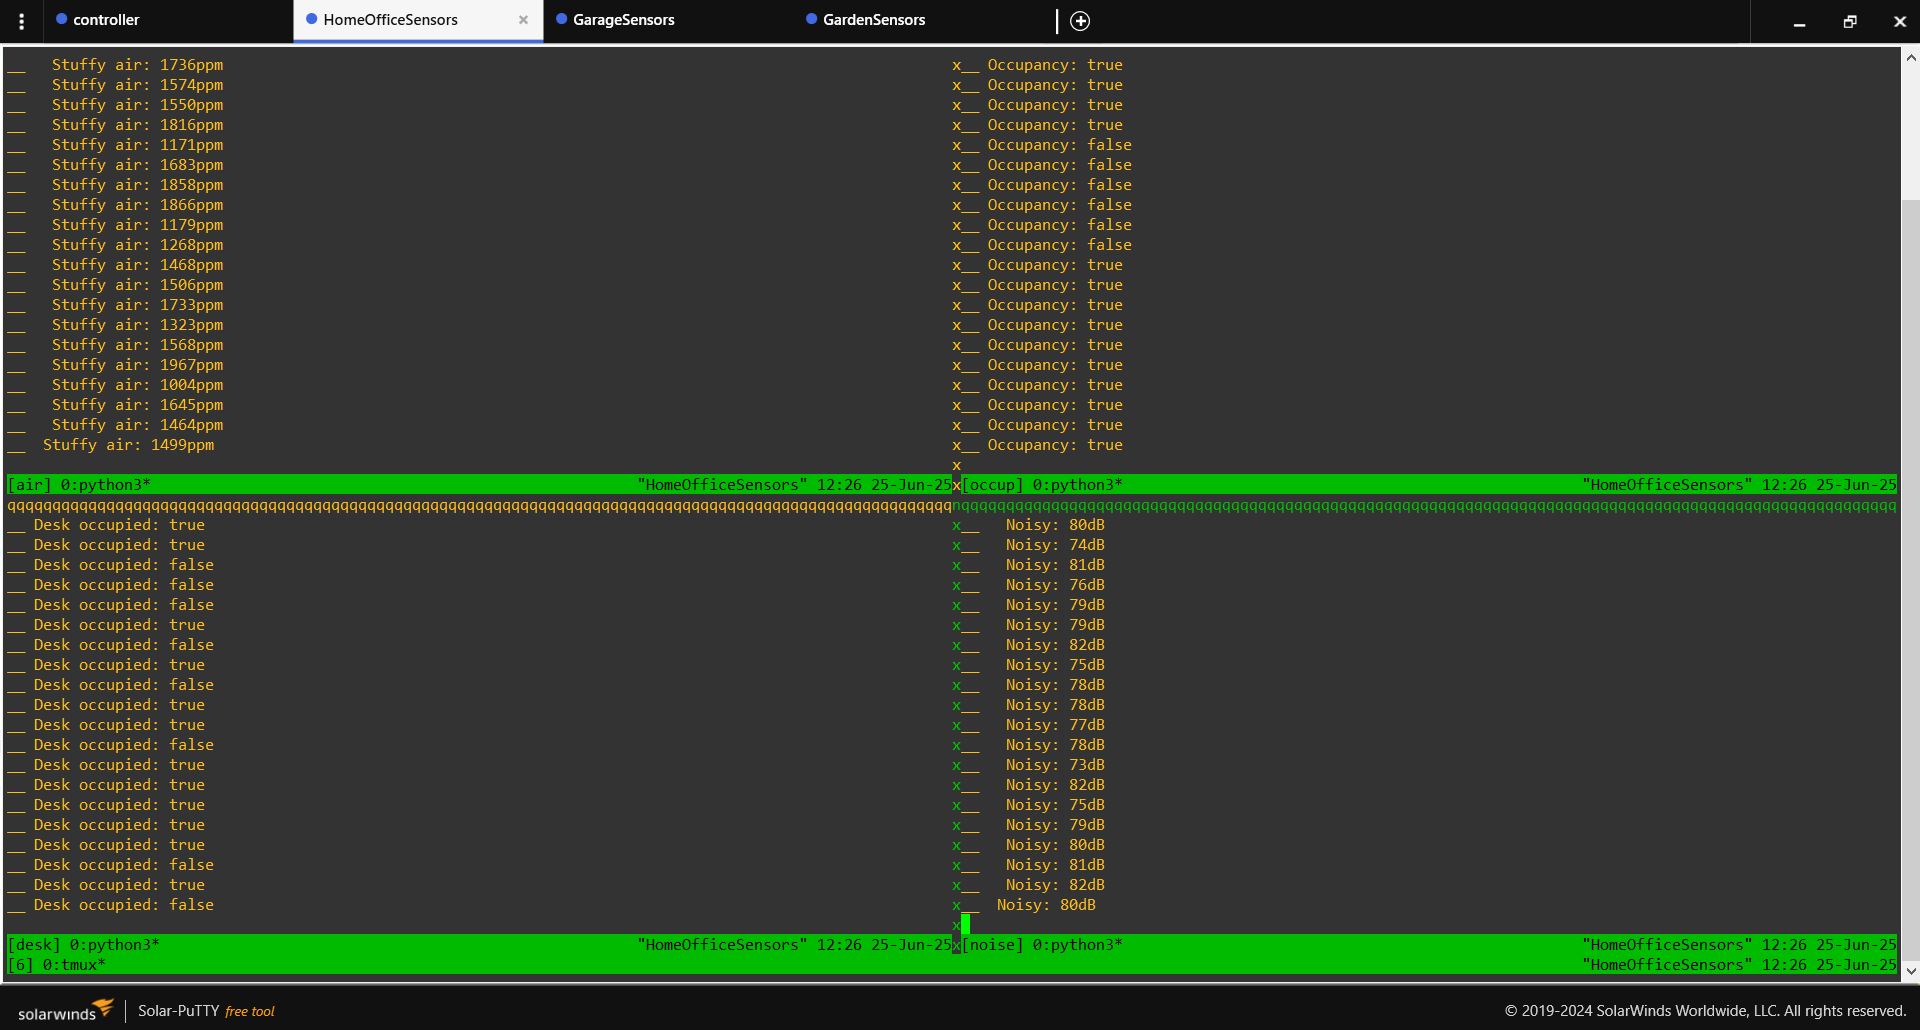 controller
HomeOfficeSensors
GarageSensors
GardenSensors
__   Stuffy air: 1736ppm
__   Stuffy air: 1574ppm
__   Stuffy air: 1550ppm
__   Stuffy air: 1816ppm
__   Stuffy air: 1171ppm
__   Stuffy air: 1683ppm
__   Stuffy air: 1858ppm
__   Stuffy air: 1866ppm
__   Stuffy air: 1179ppm
__   Stuffy air: 1268ppm
__   Stuffy air: 1468ppm
__   Stuffy air: 1506ppm
__   Stuffy air: 1733ppm
__   Stuffy air: 1323ppm
__   Stuffy air: 1568ppm
__   Stuffy air: 1967ppm
__   Stuffy air: 1004ppm
__   Stuffy air: 1645ppm
__   Stuffy air: 1464ppm
__  Stuffy air: 1499ppm
[air] 0:python3* "HomeOfficeSensors" 12:26 25-Jun-25
x__ Occupancy: true
x__ Occupancy: true
x__ Occupancy: true
x__ Occupancy: true
x__ Occupancy: false
x__ Occupancy: false
x__ Occupancy: false
x__ Occupancy: false
x__ Occupancy: false
x__ Occupancy: false
x__ Occupancy: true
x__ Occupancy: true
x__ Occupancy: true
x__ Occupancy: true
x__ Occupancy: true
x__ Occupancy: true
x__ Occupancy: true
x__ Occupancy: true
x__ Occupancy: true
x__ Occupancy: true
x
x[occup] 0:python3* "HomeOfficeSensors" 12:26 25-Jun-25
qqqqqqqqqqqqqqqqqqqqqqqqqqqqqqqqqqqqqqqqqqqqqqqqqqqqqqqqqqqqqqqqqqqqqqqqqqqqqqqqqqqqqqqqqqqqqqqqqqqqqqqqqnqqqqqqqqqqqqqqqqqqqqqqqqqqqqqqqqqqqqqqqqqqqqqqqqqqqqqqqqqqqqqqqqqqqqqqqqqqqqqqqqqqqqqqqqqqqqqqqqqqqqqqqq
__ Desk occupied: true
__ Desk occupied: true
__ Desk occupied: false
__ Desk occupied: false
__ Desk occupied: false
__ Desk occupied: true
__ Desk occupied: false
__ Desk occupied: true
__ Desk occupied: false
__ Desk occupied: true
__ Desk occupied: true
__ Desk occupied: false
__ Desk occupied: true
__ Desk occupied: true
__ Desk occupied: true
__ Desk occupied: true
__ Desk occupied: true
__ Desk occupied: false
__ Desk occupied: true
__ Desk occupied: false
[desk] 0:python3* "HomeOfficeSensors" 12:26 25-Jun-25
x__   Noisy: 80dB
x__   Noisy: 74dB
x__   Noisy: 81dB
x__   Noisy: 76dB
x__   Noisy: 79dB
x__   Noisy: 79dB
x__   Noisy: 82dB
x__   Noisy: 75dB
x__   Noisy: 78dB
x__   Noisy: 78dB
x__   Noisy: 77dB
x__   Noisy: 78dB
x__   Noisy: 73dB
x__   Noisy: 82dB
x__   Noisy: 75dB
x__   Noisy: 79dB
x__   Noisy: 80dB
x__   Noisy: 81dB
x__   Noisy: 82dB
x__  Noisy: 80dB
x
x[noise] 0:python3* "HomeOfficeSensors" 12:26 25-Jun-25
[6] 0:tmux* "HomeOfficeSensors" 12:26 25-Jun-25
solarwinds
Solar-PuTTY free tool
© 2019-2024 SolarWinds Worldwide, LLC. All rights reserved.